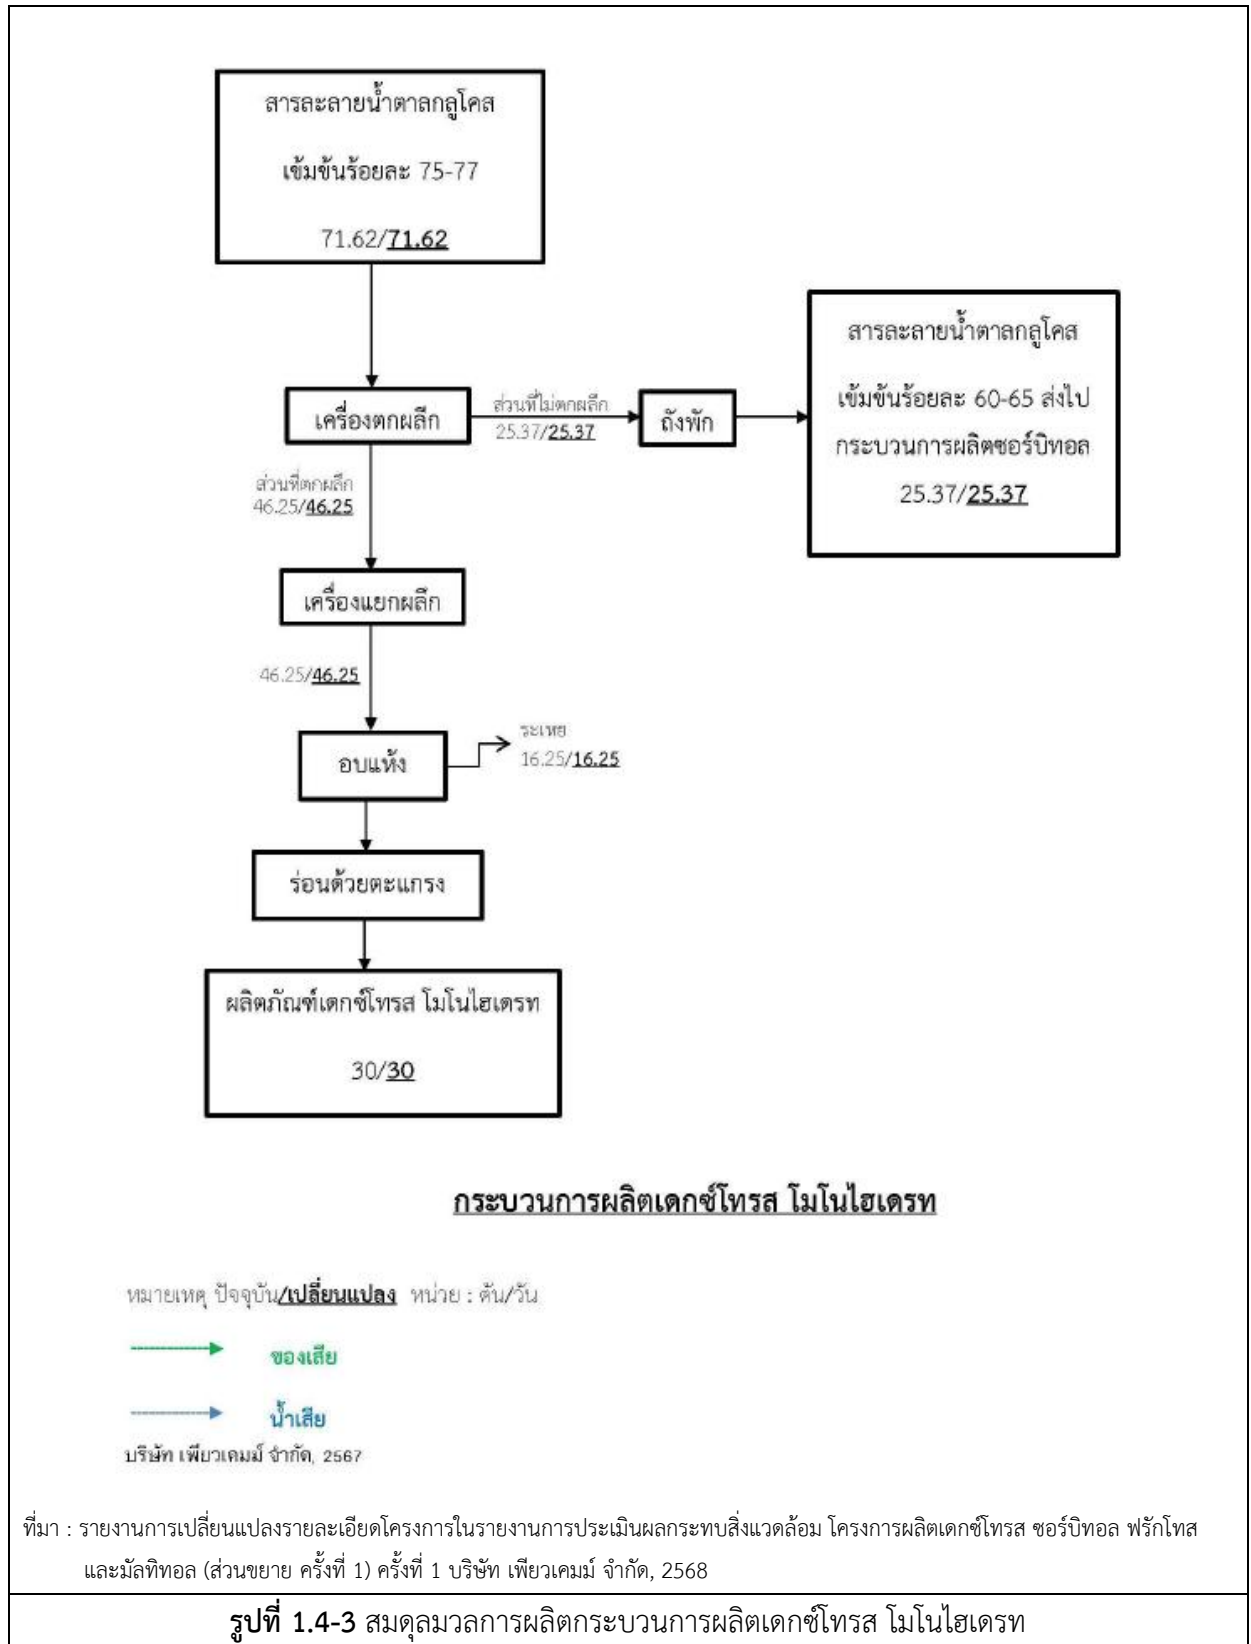 สารละลายน้ำตาลกลูโคส
เข้มข้นร้อยละ 75-77
71.62/71.62
สารละลายน้ำตาลกลูโคส
เข้มข้นร้อยละ 60-65 ส่งไป
กระบวนการผลิตซอร์บิทอล
25.37/25.37
เครื่องตกผลึก
ส่วนที่ไม่ตกผลึก
25.37/25.37
ถังพัก
ส่วนที่ตกผลึก
46.25/46.25
เครื่องแยกผลึก
46.25/46.25
อบแห้ง
ระเหย
16.25/16.25
ร่อนด้วยตะแกรง
ผลิตภัณฑ์เดกซ์โทรส โมโนไฮเดรท
30/30
กระบวนการผลิตเดกซ์โทรส โมโนไฮเดรท
หมายเหตุ ปัจจุบัน/เปลี่ยนแปลง หน่วย : ตัน/วัน
ของเสีย
น้ำเสีย
บริษัท เพียวเคมม์ จำกัด, 2567
ที่มา : รายงานการเปลี่ยนแปลงรายละเอียดโครงการในรายงานการประเมินผลกระทบสิ่งแวดล้อม โครงการผลิตเดกซ์โทรส ซอร์บิทอล ฟรักโทส
และมัลทิทอล (ส่วนขยาย ครั้งที่ 1) ครั้งที่ 1 บริษัท เพียวเคมม์ จำกัด, 2568
รูปที่ 1.4-3 สมดุลมวลการผลิตกระบวนการผลิตเดกซ์โทรส โมโนไฮเดรท